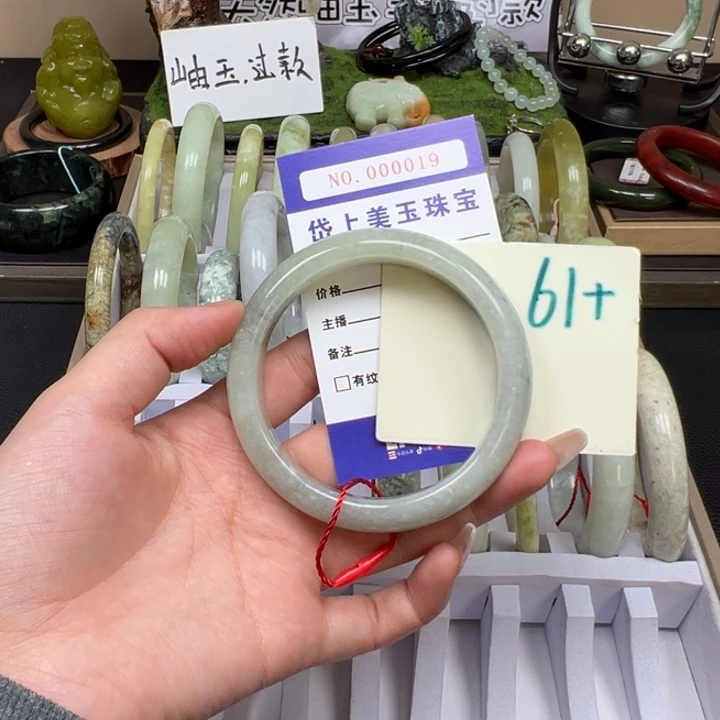 岫玉.过款
NO.000019
岱上美玉珠宝
61+
价格
主播
备注
有纹